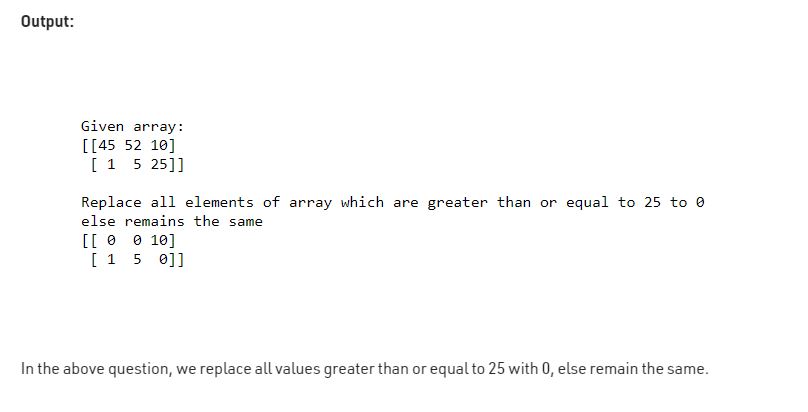 Output:
Given array:
[[45 52 10]
 [ 1  5 25]]
Replace all elements of array which are greater than or equal to 25 to 0
else remains the same
[[ 0  0 10]
 [ 1  5  0]]
In the above question, we replace all values greater than or equal to 25 with 0, else remain the same.